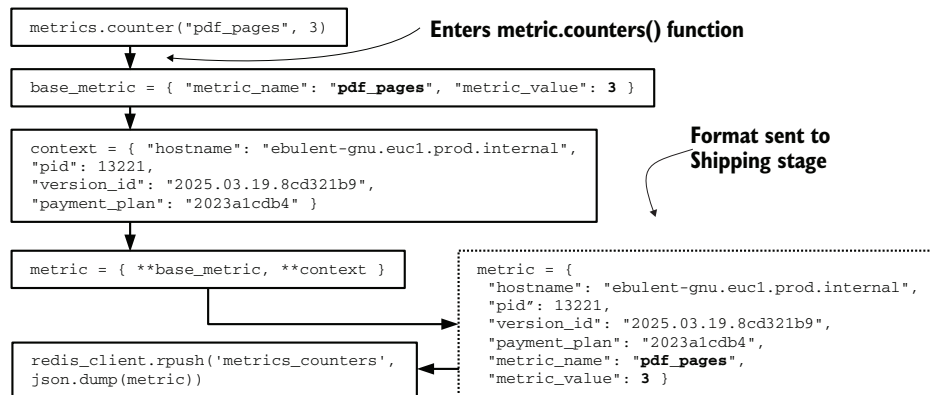 metrics.counter("pdf_pages", 3)
Enters metric.counters() function
base_metric = { "metric_name": "pdf_pages", "metric_value": 3 }
context = { "hostname": "ebulent-gnu.euc1.prod.internal",
"pid": 13221,
"version_id": "2025.03.19.8cd321b9",
"payment_plan": "2023a1cdb4" }
Format sent to
Shipping stage
metric = { **base_metric, **context }
metric = {
"hostname": "ebulent-gnu.euc1.prod.internal",
"pid": 13221,
"version_id": "2025.03.19.8cd321b9",
"payment_plan": "2023a1cdb4",
"metric_name": "pdf_pages",
"metric_value": 3 }
redis_client.rpush('metrics_counters',
json.dump(metric))